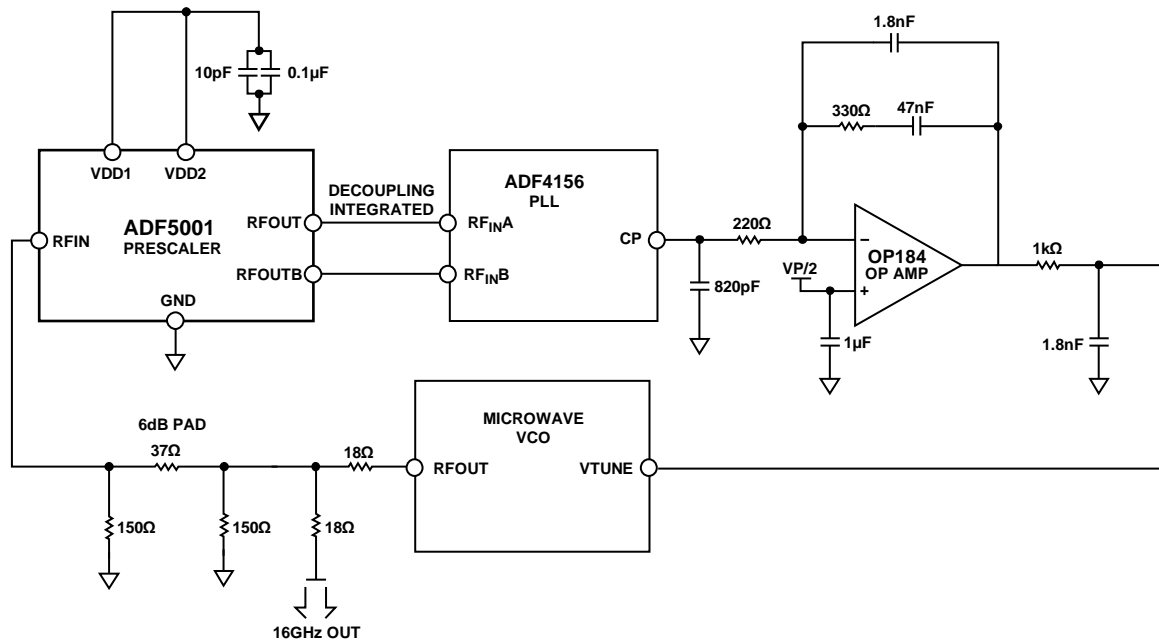 1.8nF
10pF
0.1µF
330Ω
47nF
VDD1
VDD2
ADF5001
PRESCALER
RFIN
RFOUT
RFOUTB
GND
DECOUPLING
INTEGRATED
ADF4156
PLL
RFINA
RFINB
CP
220Ω
820pF
VP/2
OP184
OP AMP
−
+
1µF
1kΩ
1.8nF
6dB PAD
37Ω
150Ω
150Ω
18Ω
18Ω
16GHz OUT
MICROWAVE
VCO
RFOUT
VTUNE